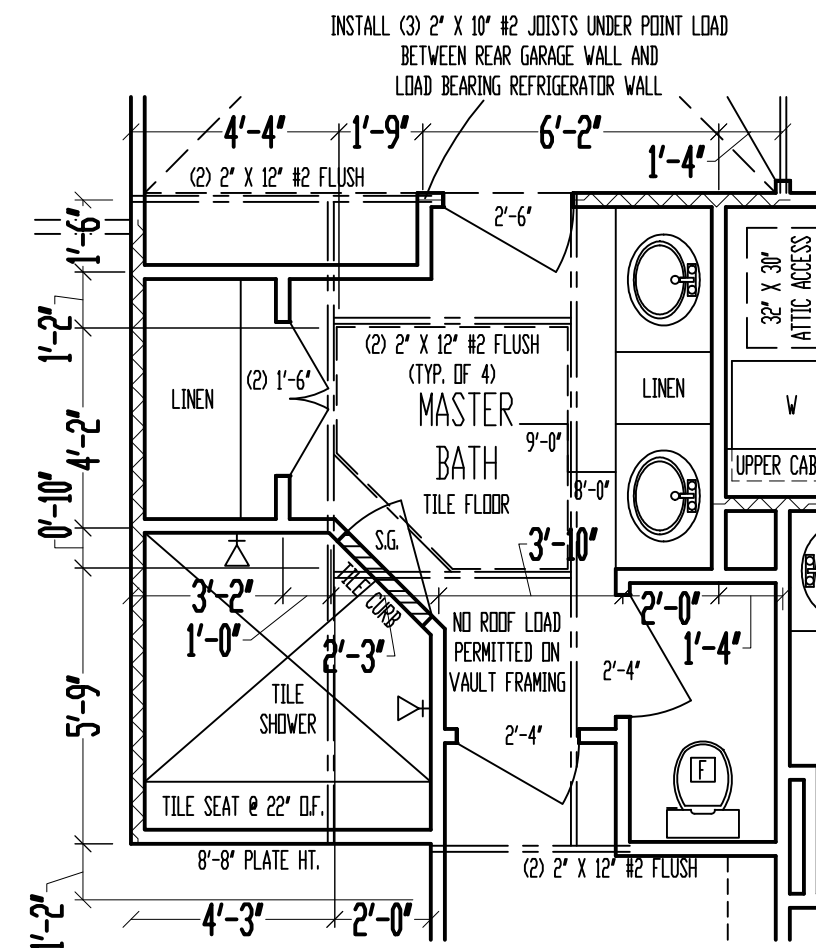 INSTALL (3) 2" X 10" #2 JOISTS UNDER POINT LOAD
BETWEEN REAR GARAGE WALL AND
LOAD BEARING REFRIGERATOR WALL
4'-4"
1'-9"
6'-2"
1'-4"
(2) 2" X 12" #2 FLUSH
1'-6"
2'-6"
32" X 30"
ATTIC ACCESS
1'-2"
(2) 2" X 12" #2 FLUSH
(TYP. OF 4)
(2) 1'-6"
LINEN
LINEN
MASTER
BATH
TILE FLOOR
W
9'-0"
8'-0"
4'-2"
UPPER CAB
0'-10"
S.G.
3'-10"
TILE CURB
3'-2"
1'-0"
2'-3"
2'-0"
1'-4"
NO ROOF LOAD
PERMITTED ON
VAULT FRAMING
2'-4"
5'-9"
TILE
SHOWER
2'-4"
F
TILE SEAT @ 22" O.F.
8'-8" PLATE HT.
(2) 2" X 12" #2 FLUSH
1'-2"
4'-3"
2'-0"